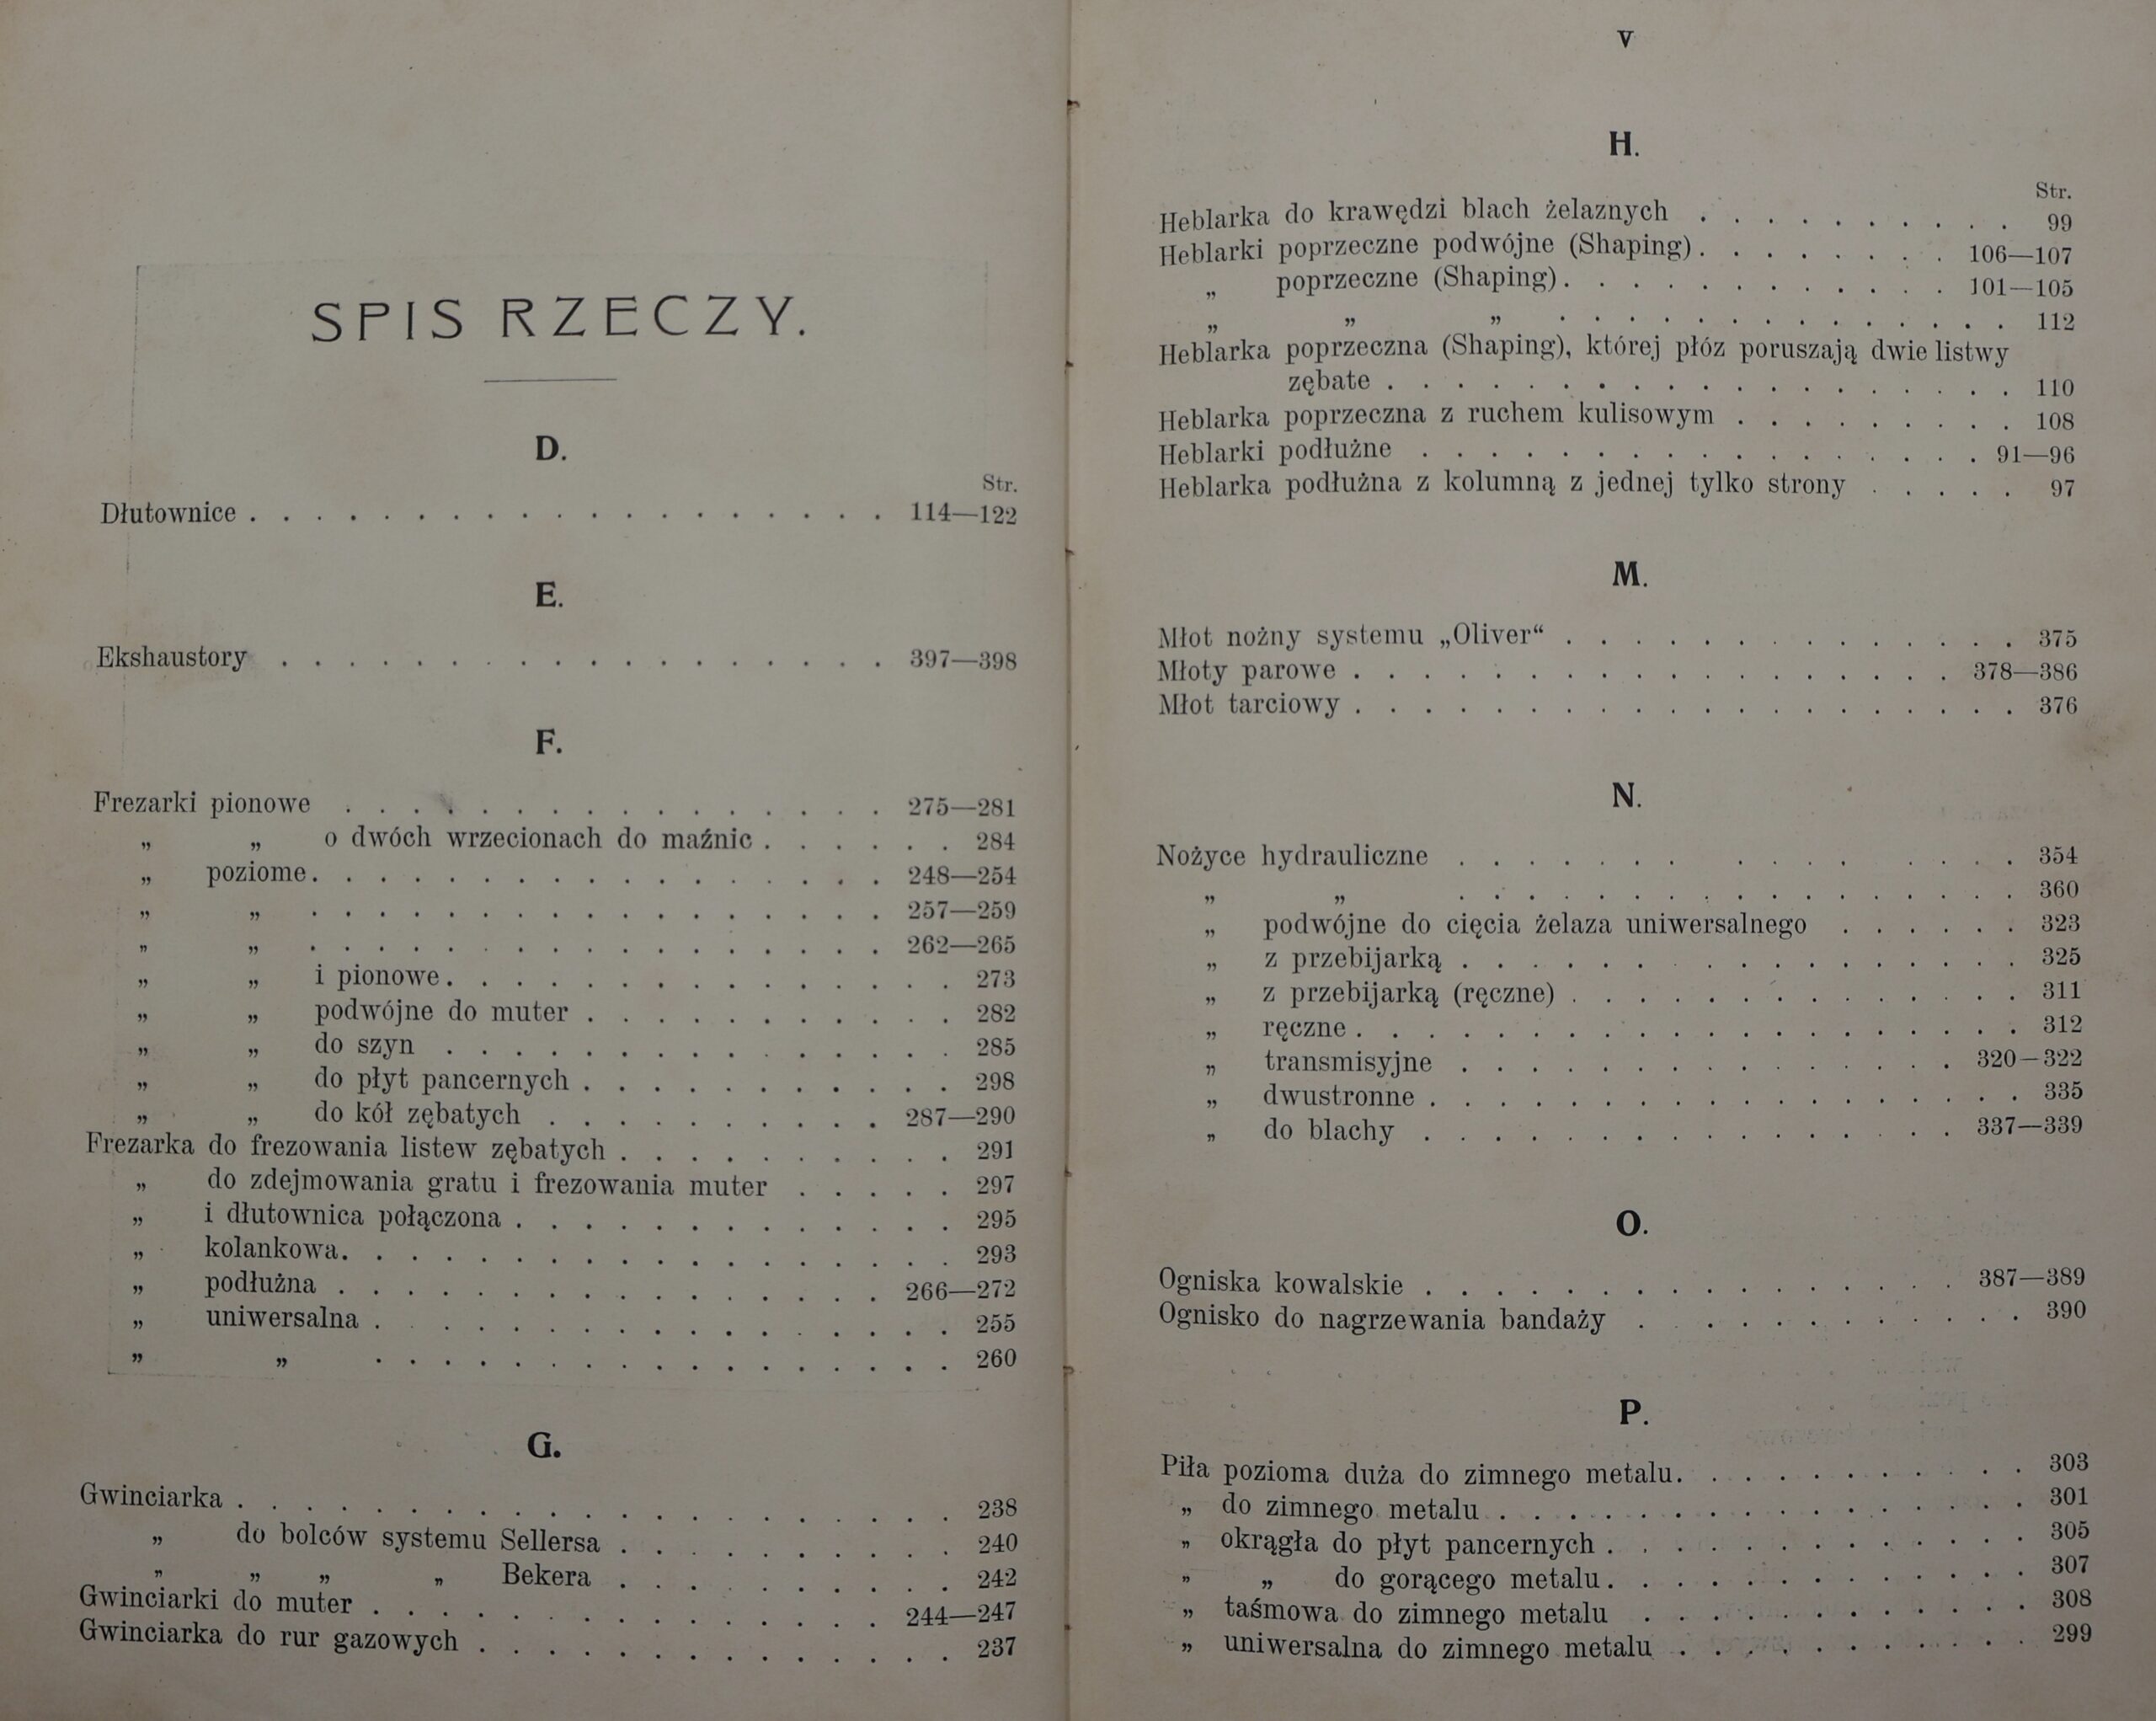 SPIS RZECZY.
D.
Str.
Dłutownice . . . . . . . . . . . . . . . . . . . 114—122
E.
Ekshaustory . . . . . . . . . . . . . . . . . . 397—398
F.
Frezarki pionowe . . . . . . . . . . . . . . . . 275—281
„ „ o dwóch wrzecionach do maźnic . . . . . . 284
„ poziome . . . . . . . . . . . . . . . . . 248—254
„ „ . . . . . . . . . . . . . . . . . 257—259
„ „ . . . . . . . . . . . . . . . . . 262—265
„ „ i pionowe . . . . . . . . . . . . . . . 273
„ „ podwójne do muter . . . . . . . . . . . 282
„ „ do szyn . . . . . . . . . . . . . . . 285
„ „ do płyt pancernych . . . . . . . . . . . 298
„ „ do kół zębatych . . . . . . . . . . 287—290
Frezarka do frezowania listew zębatych . . . . . . . . . . 291
„ do zdejmowania gratu i frezowania muter . . . . . 297
„ i dłutownica połączona . . . . . . . . . . . . . 295
„ kolankowa . . . . . . . . . . . . . . . . . . 293
„ podłużna . . . . . . . . . . . . . . . . 266—272
„ uniwersalna . . . . . . . . . . . . . . . . . 255
„ „ . . . . . . . . . . . . . . . . . 260
G.
Gwinciarka . . . . . . . . . . . . . . . . . . . . . 238
„ do bolców systemu Sellersa . . . . . . . . . . 240
„ „ „ „ Bekera . . . . . . . . . . 242
Gwinciarki do muter . . . . . . . . . . . . . . . 244—247
Gwinciarka do rur gazowych . . . . . . . . . . . . . . 237
V
H.
Str.
Heblarka do krawędzi blach żelaznych . . . . . . . . . . 99
Heblarki poprzeczne podwójne (Shaping) . . . . . . . . 106—107
„ poprzeczne (Shaping) . . . . . . . . . . . . 101—105
„ „ „ . . . . . . . . . . . . . . 112
Heblarka poprzeczna (Shaping), której płóz poruszają dwie listwy
zębate . . . . . . . . . . . . . . . . . . . 110
Heblarka poprzeczna z ruchem kulisowym . . . . . . . . . 108
Heblarki podłużne . . . . . . . . . . . . . . . . . 91—96
Heblarka podłużna z kolumną z jednej tylko strony . . . . . 97
M.
Młot nożny systemu „Oliver“ . . . . . . . . . . . . . . 375
Młoty parowe . . . . . . . . . . . . . . . . . . 378—386
Młot tarciowy . . . . . . . . . . . . . . . . . . . . 376
N.
Nożyce hydrauliczne . . . . . . . . . . . . . . . . 354
„ „ . . . . . . . . . . . . . . . . . 360
„ podwójne do cięcia żelaza uniwersalnego . . . . . . 323
„ z przebijarką . . . . . . . . . . . . . . . . . 325
„ z przebijarką (ręczne) . . . . . . . . . . . . . . 311
„ ręczne . . . . . . . . . . . . . . . . . . . . 312
„ transmisyjne . . . . . . . . . . . . . . . 320—322
„ dwustronne . . . . . . . . . . . . . . . . . . 335
„ do blachy . . . . . . . . . . . . . . . . 337—339
O.
Ogniska kowalskie . . . . . . . . . . . . . . . . 387—389
Ognisko do nagrzewania bandaży . . . . . . . . . . . . 390
P.
Piła pozioma duża do zimnego metalu . . . . . . . . . . . 303
„ do zimnego metalu . . . . . . . . . . . . . . . . 301
„ okrągła do płyt pancernych . . . . . . . . . . . . . 305
„ „ do gorącego metalu . . . . . . . . . . . . . 307
„ taśmowa do zimnego metalu . . . . . . . . . . . . 308
„ uniwersalna do zimnego metalu . . . . . . . . . . . 299